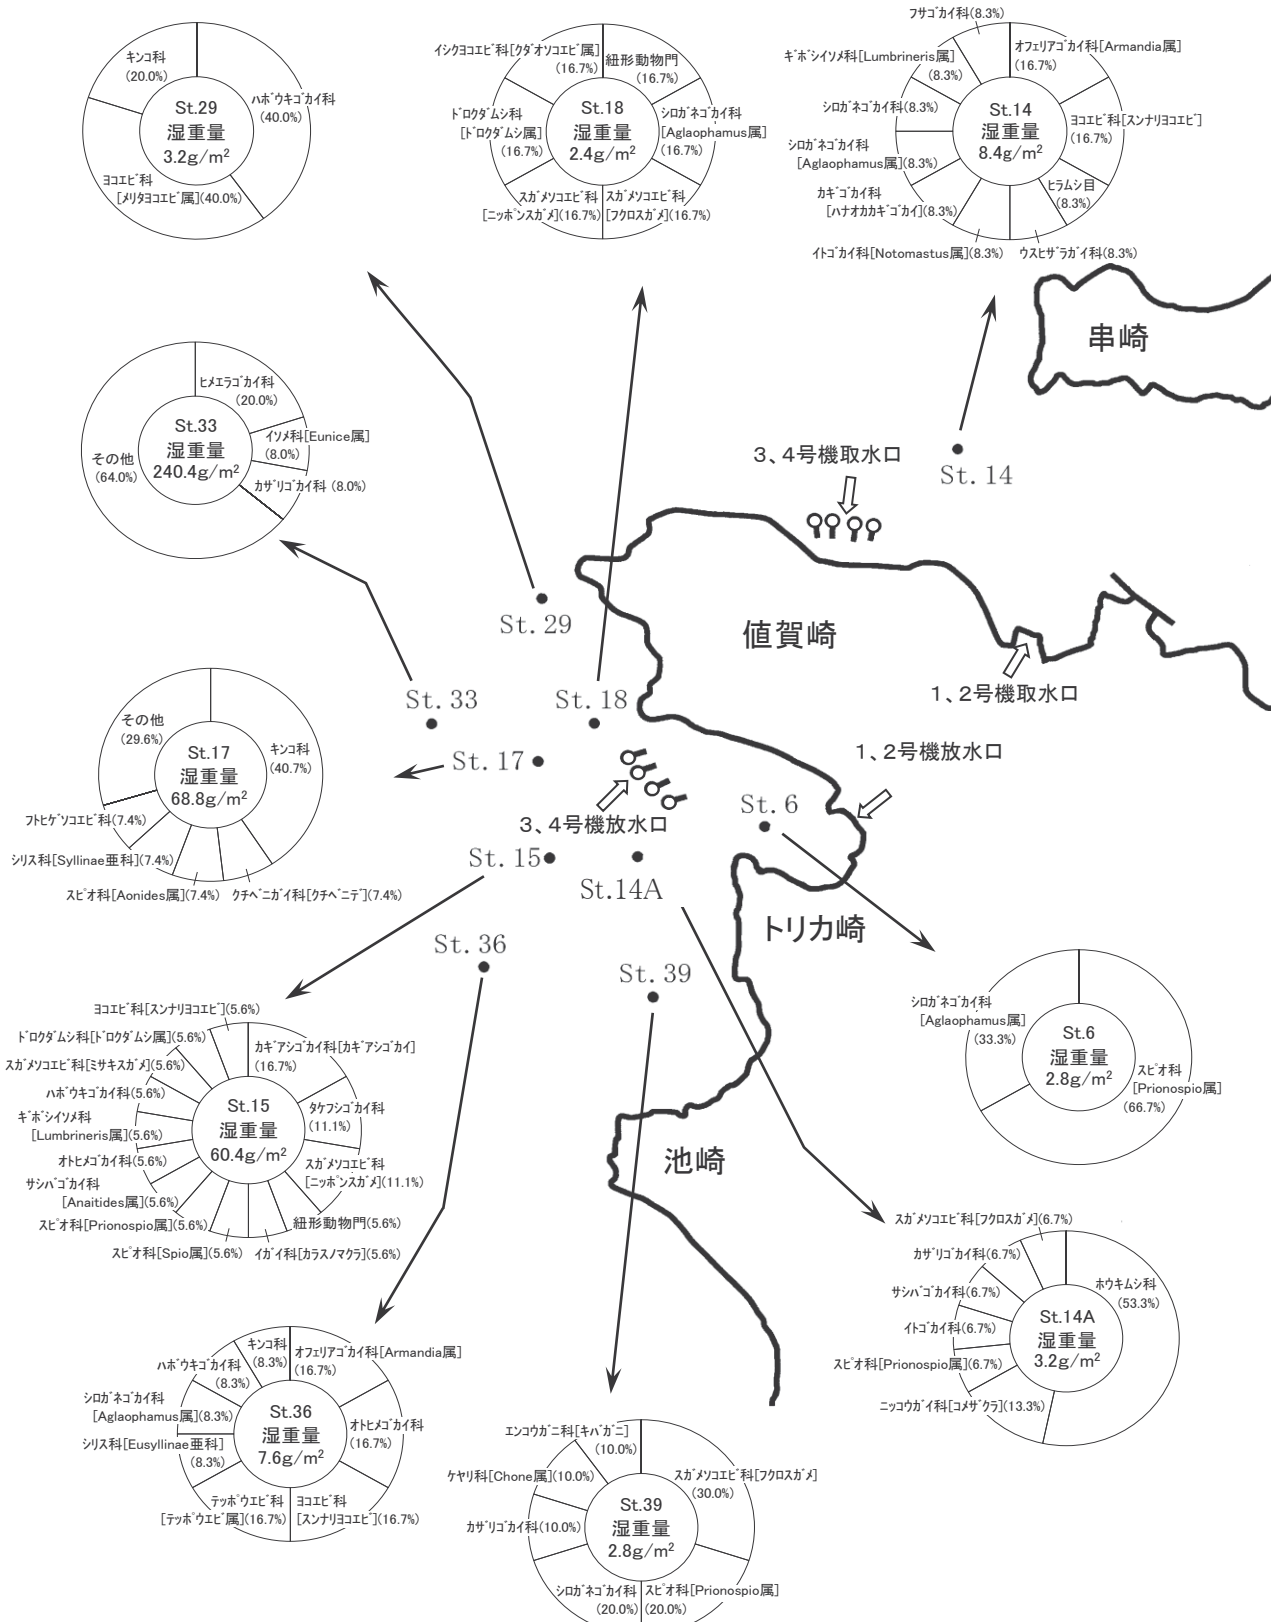 キンコ科
(20.0%)
ハボウキゴカイ科
(40.0%)
ヨコエビ科
[メリタヨコエビ属](40.0%)
St.29
湿重量
3.2g/m²
イシクヨコエビ科[クダオソコエビ属]
(16.7%)
紐形動物門
(16.7%)
ドロクダムシ科
[ドロクダムシ属]
(16.7%)
シロガネゴカイ科
[Aglaophamus属]
(16.7%)
スガメソコエビ科
[ニッポンスガメ](16.7%)
スガメソコエビ科
[フクロスガメ](16.7%)
St.18
湿重量
2.4g/m²
フサゴカイ科(8.3%)
オフェリアゴカイ科[Armandia属]
(16.7%)
ギボシイソメ科[Lumbrineris属]
(8.3%)
シロガネゴカイ科(8.3%)
ヨコエビ科[スンナリヨコエビ]
(16.7%)
シロガネゴカイ科
[Aglaophamus属](8.3%)
ヒラムシ目
(8.3%)
カギゴカイ科
[ハナオカカギゴカイ](8.3%)
イトゴカイ科[Notomastus属](8.3%)
ウスヒザラガイ科(8.3%)
St.14
湿重量
8.4g/m²
串崎
ヒメエラゴカイ科
(20.0%)
イソメ科[Eunice属]
(8.0%)
カザリゴカイ科 (8.0%)
その他
(64.0%)
St.33
湿重量
240.4g/m²
3、4号機取水口
St.14
St.29
値賀崎
1、2号機取水口
St.33
St.18
St.17
1、2号機放水口
St.6
3、4号機放水口
St.15
St.14A
トリカ崎
St.36
St.39
池崎
その他
(29.6%)
キンコ科
(40.7%)
フトヒゲソコエビ科(7.4%)
シリス科[Syllinae亜科](7.4%)
スピオ科[Aonides属](7.4%)
クチベニガイ科[クチベニデ](7.4%)
St.17
湿重量
68.8g/m²
シロガネゴカイ科
[Aglaophamus属]
(33.3%)
スピオ科
[Prionospio属]
(66.7%)
St.6
湿重量
2.8g/m²
ヨコエビ科[スンナリヨコエビ](5.6%)
ドロクダムシ科[ドロクダムシ属](5.6%)
カギアシゴカイ科[カギアシゴカイ]
(16.7%)
スガメソコエビ科[ミサキスガメ](5.6%)
ハボウキゴカイ科(5.6%)
タケフシゴカイ科
(11.1%)
ギボシイソメ科
[Lumbrineris属](5.6%)
オトヒメゴカイ科(5.6%)
スガメソコエビ科
[ニッポンスガメ](11.1%)
サシバゴカイ科
[Anaitides属](5.6%)
スピオ科[Prionospio属](5.6%)
紐形動物門(5.6%)
スピオ科[Spio属](5.6%)
イガイ科[カラスノマクラ](5.6%)
St.15
湿重量
60.4g/m²
スガメソコエビ科[フクロスガメ](6.7%)
カザリゴカイ科(6.7%)
ホウキムシ科
(53.3%)
サシバゴカイ科(6.7%)
イトゴカイ科(6.7%)
スピオ科[Prionospio属](6.7%)
ニッコウガイ科[コメザクラ](13.3%)
St.14A
湿重量
3.2g/m²
キンコ科
(8.3%)
オフェリアゴカイ科[Armandia属]
(16.7%)
ハボウキゴカイ科
(8.3%)
シロガネゴカイ科
[Aglaophamus属](8.3%)
オトヒメゴカイ科
(16.7%)
シリス科[Eusyllinae亜科]
(8.3%)
テッポウエビ科
[テッポウエビ属](16.7%)
ヨコエビ科
[スンナリヨコエビ](16.7%)
St.36
湿重量
7.6g/m²
エンコウガニ科[キバガニ]
(10.0%)
スガメソコエビ科[フクロスガメ]
(30.0%)
ケヤリ科[Chone属](10.0%)
カザリゴカイ科(10.0%)
シロガネゴカイ科
(20.0%)
スピオ科[Prionospio属]
(20.0%)
St.39
湿重量
2.8g/m²